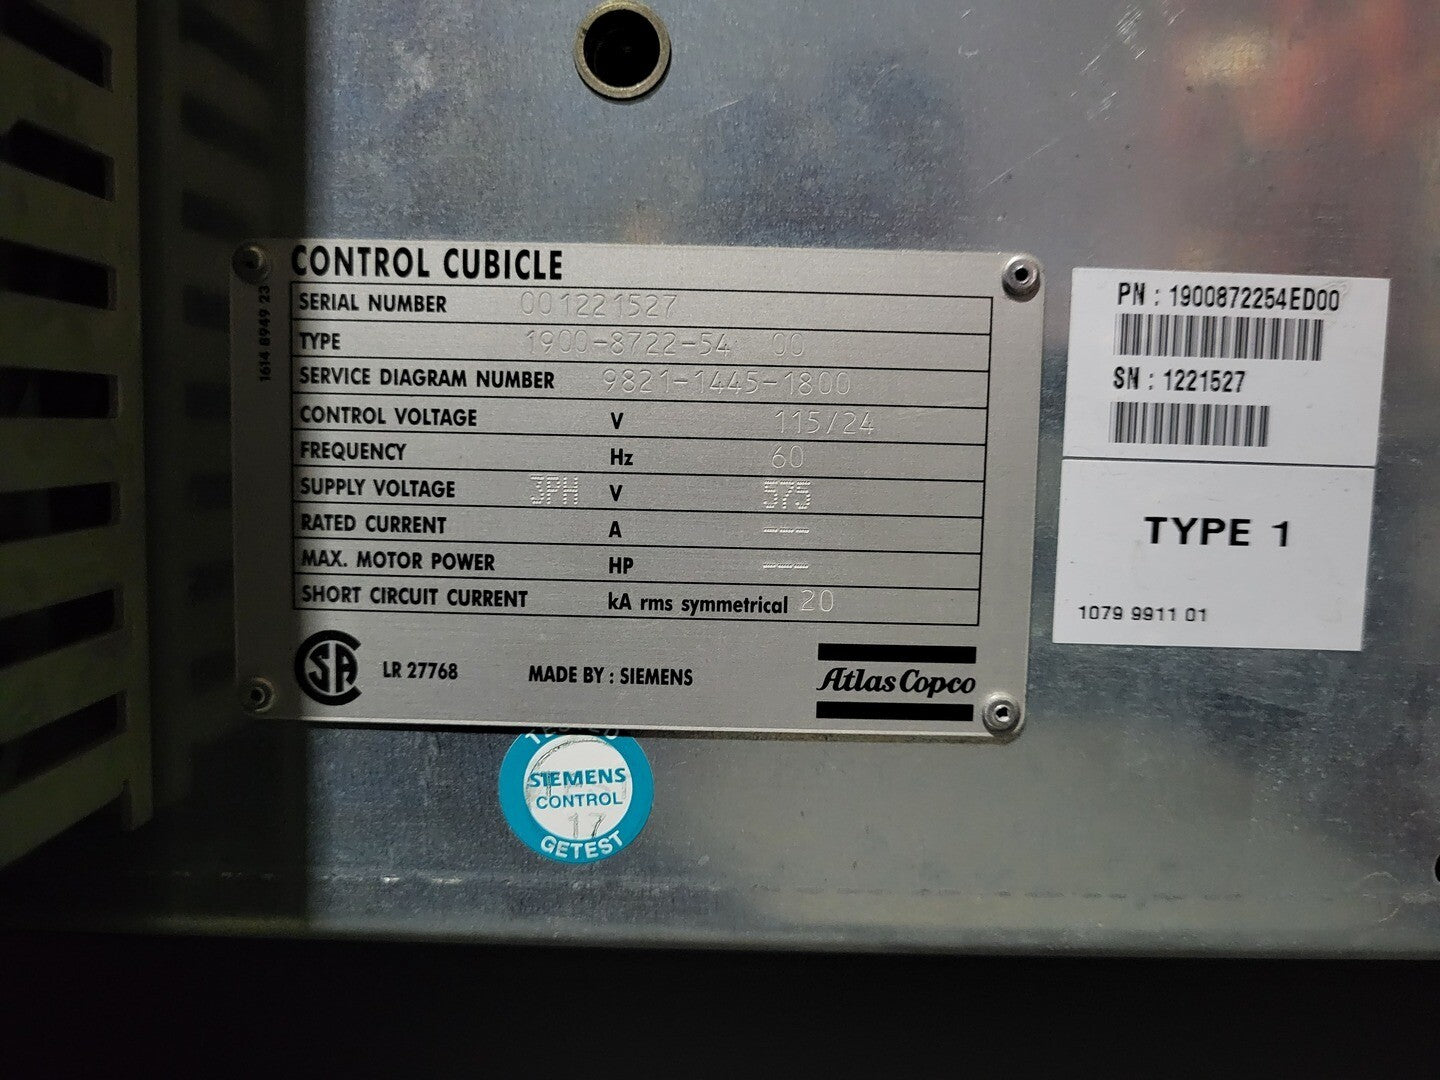 CONTROL CUBICLE
SERIAL NUMBER 001221527
TYPE 1900-8722-54 00
SERVICE DIAGRAM NUMBER 9821-1445-1800
CONTROL VOLTAGE V 115/24
FREQUENCY Hz 60
SUPPLY VOLTAGE 3PH V 575
RATED CURRENT A ---
MAX. MOTOR POWER HP ---
SHORT CIRCUIT CURRENT kA rms symmetrical 20
SA LR 27768 MADE BY : SIEMENS Atlas Copco
1614 8949 23
PN : 1900872254ED00
SN : 1221527
TYPE 1
1079 9911 01
TESTED
SIEMENS
CONTROL
17
GETEST